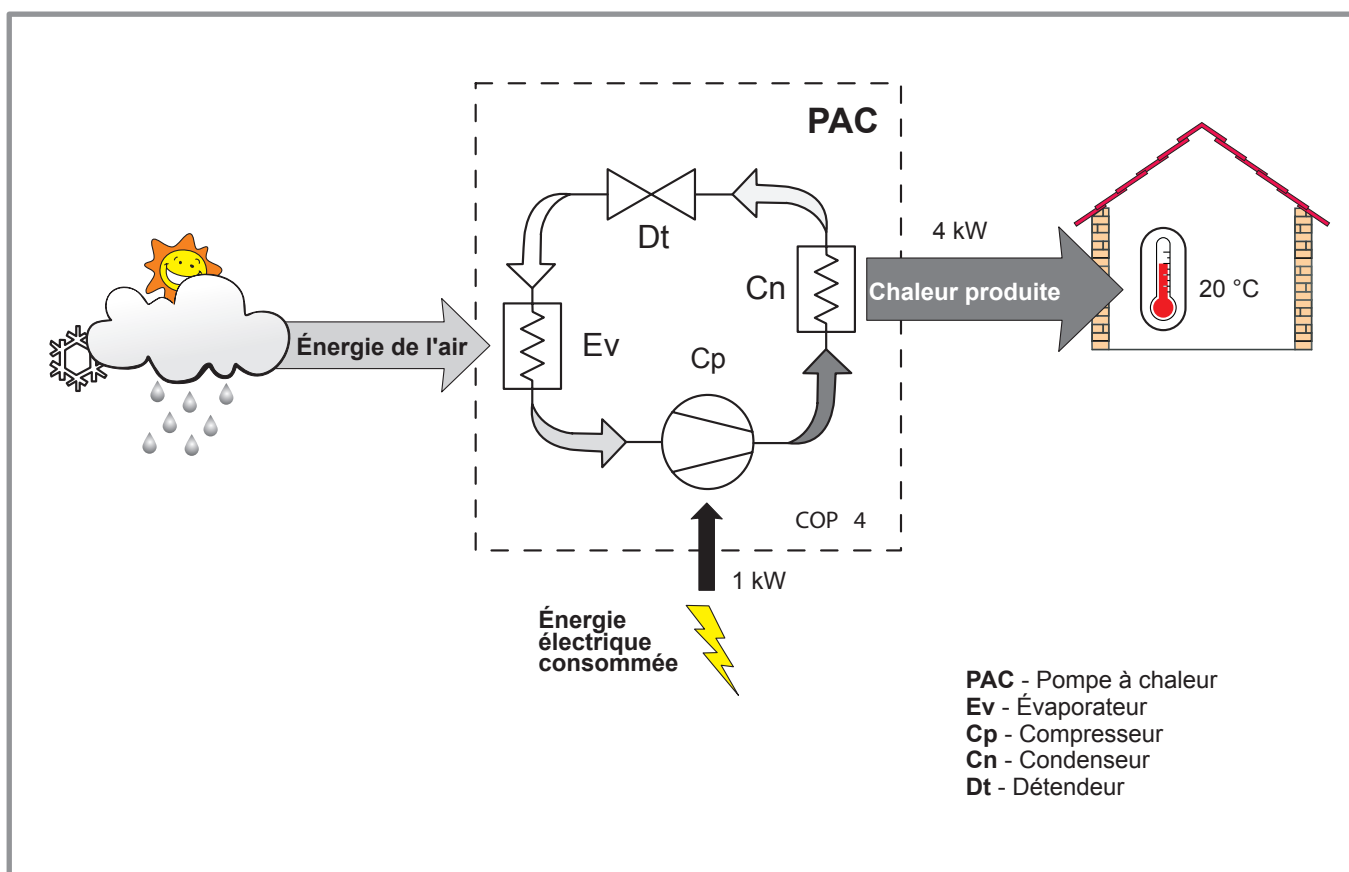 PAC
Dt
4 kW
Cn
Chaleur produite
20 °C
Énergie de l'air
Ev
Cp
COP 4
1 kW
Énergie
électrique
consommée
PAC - Pompe à chaleur
Ev - Évaporateur
Cp - Compresseur
Cn - Condenseur
Dt - Détendeur